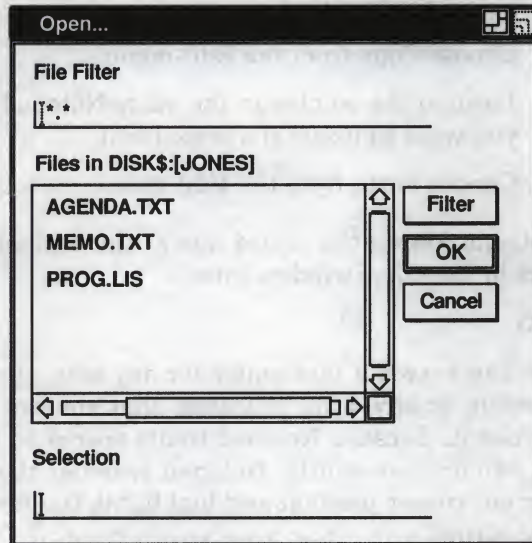 Open...
File Filter
*.*
Files in DISK$:[JONES]
AGENDA.TXT
MEMO.TXT
PROG.LIS
Filter
OK
Cancel
Selection